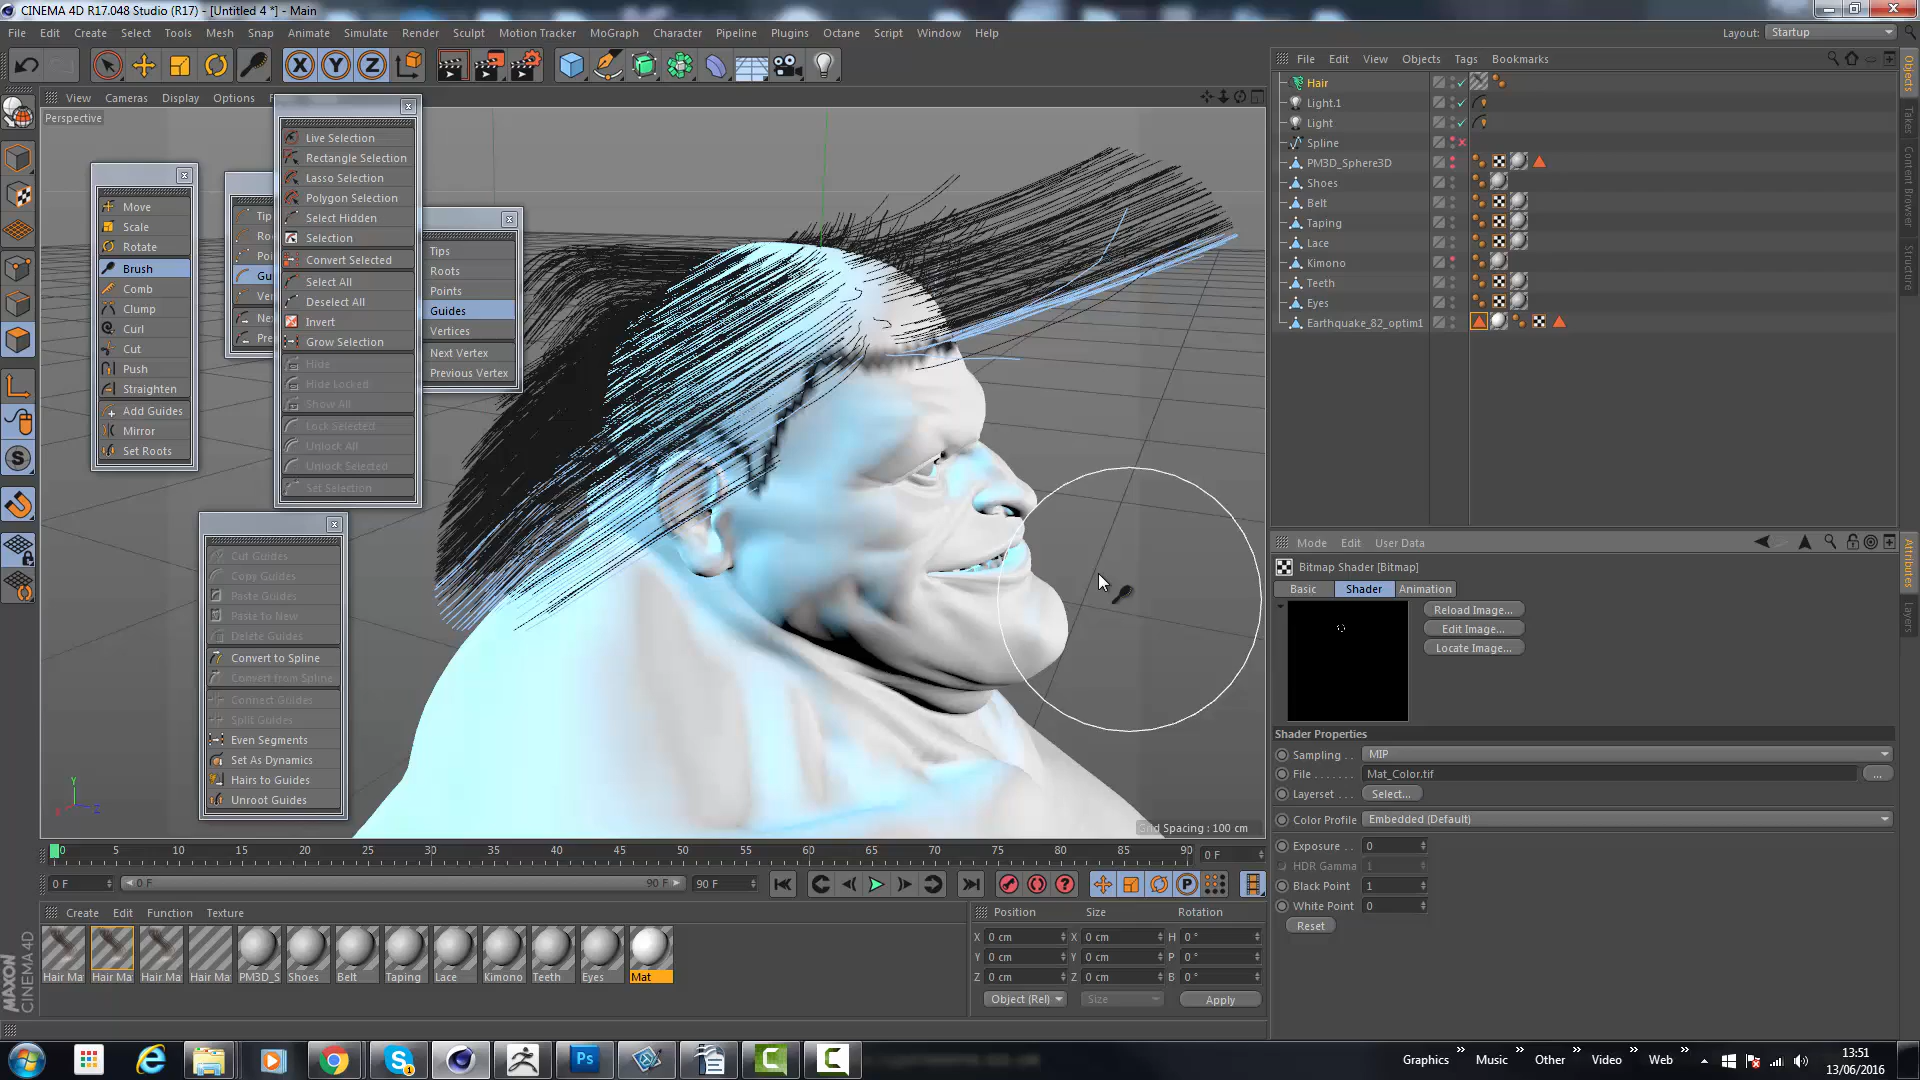 CINEMA 4D R17.048 Studio (R17) - [Untitled 4 *] - Main
File Edit Create Select Tools Mesh Snap Animate Simulate Render Sculpt Motion Tracker MoGraph Character Pipeline Plugins Octane Script Window Help
Layout: Startup
View Cameras Display Options
Perspective
Move
Scale
Rotate
Brush
Comb
Clump
Curl
Cut
Push
Straighten
Add Guides
Mirror
Set Roots
Live Selection
Rectangle Selection
Lasso Selection
Polygon Selection
Select Hidden
Selection
Convert Selected
Select All
Deselect All
Invert
Grow Selection
Hide
Hide Locked
Show All
Lock Selected
Unlock All
Unlock Selected
Set Selection
Tips
Roots
Points
Guides
Vertices
Next Vertex
Previous Vertex
Cut Guides
Copy Guides
Paste Guides
Paste to New
Delete Guides
Convert to Spline
Convert from Spline
Connect Guides
Split Guides
Even Segments
Set As Dynamics
Hairs to Guides
Unroot Guides
Y
Grid Spacing : 100 cm
File Edit View Objects Tags Bookmarks
Hair
Light.1
Light
Spline
PM3D_Sphere3D
Shoes
Belt
Taping
Lace
Kimono
Teeth
Eyes
Earthquake_82_optim1
Objects
Takes
Content Browser
Structure
Mode Edit User Data
Bitmap Shader [Bitmap]
Basic Shader Animation
Reload Image...
Edit Image...
Locate Image...
Shader Properties
Sampling . . MIP
File . . . . . . . Mat_Color.tif ...
Layerset . . . Select...
Color Profile Embedded (Default)
Exposure . . 0
HDR Gamma 1
Black Point 1
White Point 0
Reset
Attributes
Layers
0 5 10 15 20 25 30 35 40 45 50 55 60 65 70 75 80 85 90 0 F
0 F 0 F 90 F 90 F
Create Edit Function Texture
Hair Ma Hair Ma Hair Ma Hair Ma PM3D_S Shoes Belt Taping Lace Kimono Teeth Eyes Mat
Position Size Rotation
X 0 cm X 0 cm H 0 °
Y 0 cm Y 0 cm P 0 °
Z 0 cm Z 0 cm B 0 °
Object (Rel) Size Apply
MAXON
CINEMA 4D
Graphics Music Other Video Web
13:51
13/06/2016